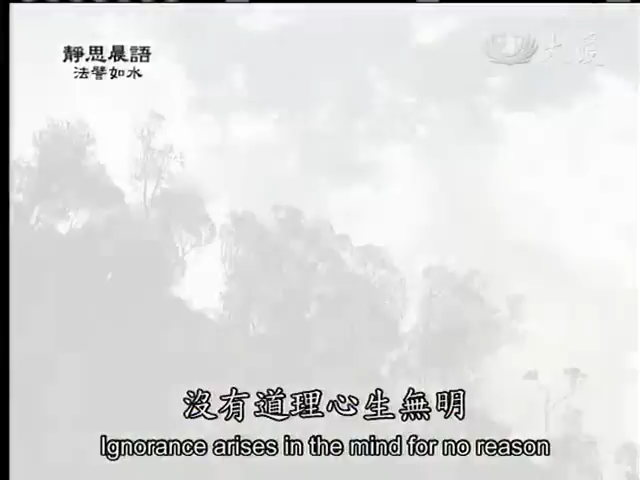 靜思晨語
法譬如水
大愛
沒有道理心生無明
Ignorance arises in the mind for no reason